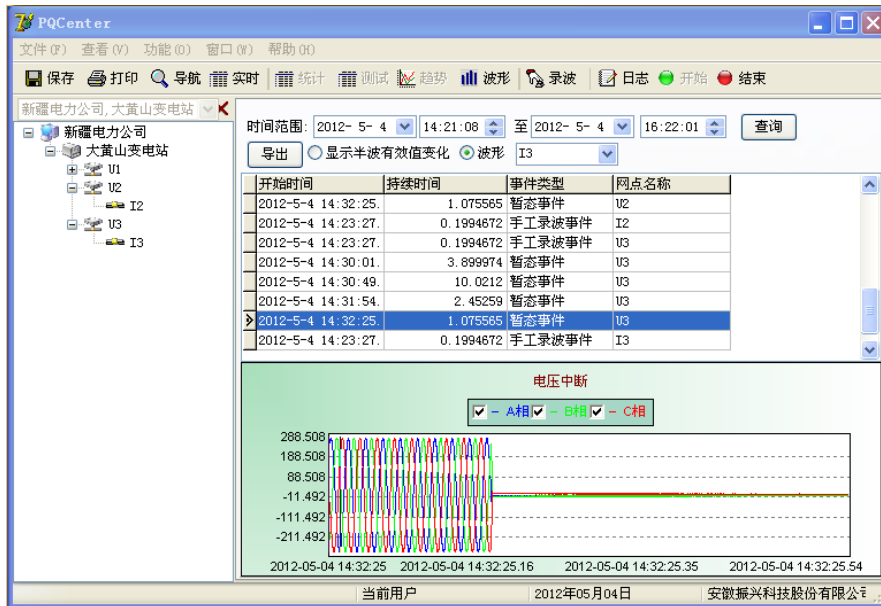 PQCenter
文件(F) 查看(V) 功能(O) 窗口(W) 帮助(H)
保存 打印 导航 实时 统计 测试 趋势 波形 录波 日志 开始 结束
新疆电力公司,大黄山变电站
新疆电力公司
大黄山变电站
U1
U2
I2
U3
I3
时间范围: 2012- 5- 4 14:21:08 至 2012- 5- 4 16:22:01 查询
导出 显示半波有效值变化 波形 I3
开始时间 持续时间 事件类型 网点名称
2012-5-4 14:32:25. 1.075565 暂态事件 U2
2012-5-4 14:23:27. 0.1994672 手工录波事件 I2
2012-5-4 14:23:27. 0.1994672 手工录波事件 U3
2012-5-4 14:30:01. 3.899974 暂态事件 U3
2012-5-4 14:30:49. 10.0212 暂态事件 U3
2012-5-4 14:31:54. 2.45259 暂态事件 U3
2012-5-4 14:32:25. 1.075565 暂态事件 U3
2012-5-4 14:23:27. 0.1994672 手工录波事件 I3
电压中断
A相 B相 C相
288.508
188.508
88.508
-11.492
-111.492
-211.492
2012-05-04 14:32:25 2012-05-04 14:32:25.16 2012-05-04 14:32:25.35 2012-05-04 14:32:25.54
当前用户 2012年05月04日 安徽振兴科技股份有限公